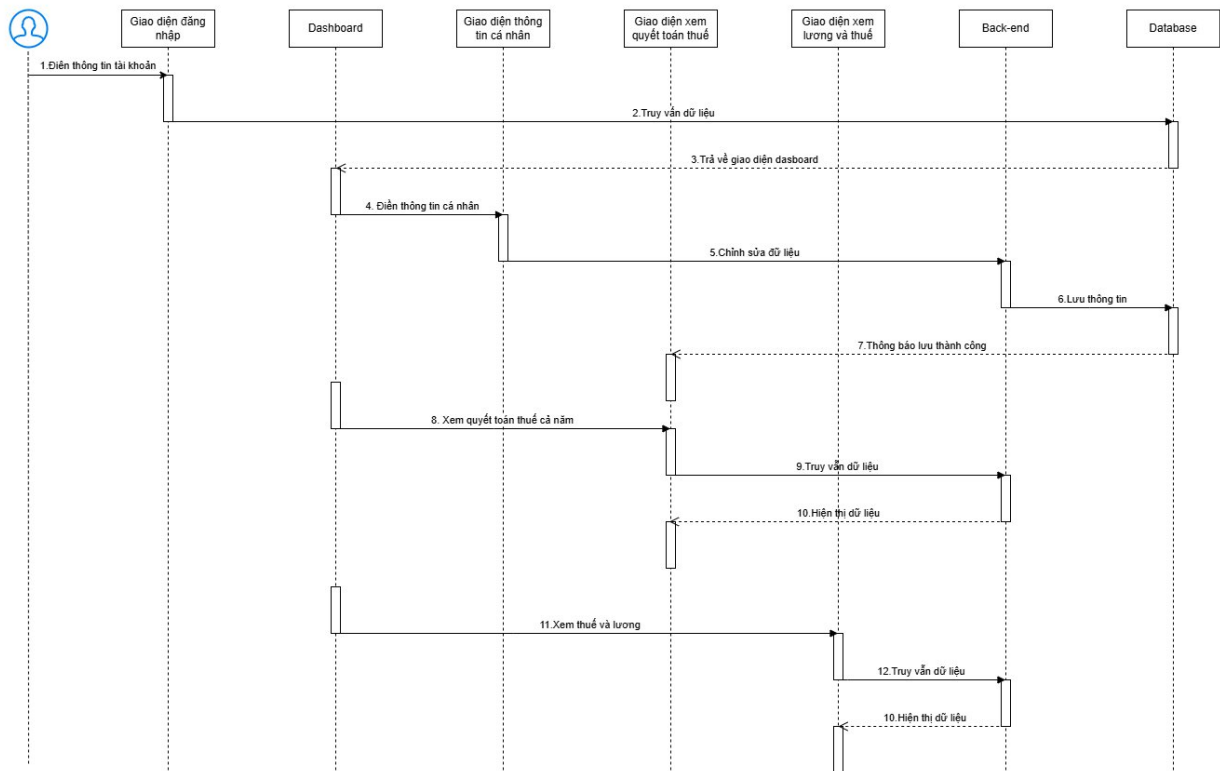 Giao diện đăng
nhập
Dashboard
Giao diện thông
tin cá nhân
Giao diện xem
quyết toán thuế
Giao diện xem
lương và thuế
Back-end
Database
1.Điên thông tin tài khoản
2.Truy vấn dữ liệu
3.Trả về giao diện dasboard
4. Điền thông tin cá nhân
5.Chỉnh sửa đữ liệu
6.Lưu thông tin
7.Thông báo lưu thành công
8. Xem quyết toán thuế cả năm
9.Truy vẫn dữ liệu
10.Hiện thị dữ liệu
11.Xem thuế và lương
12.Truy vẫn dữ liệu
10.Hiện thị dữ liệu